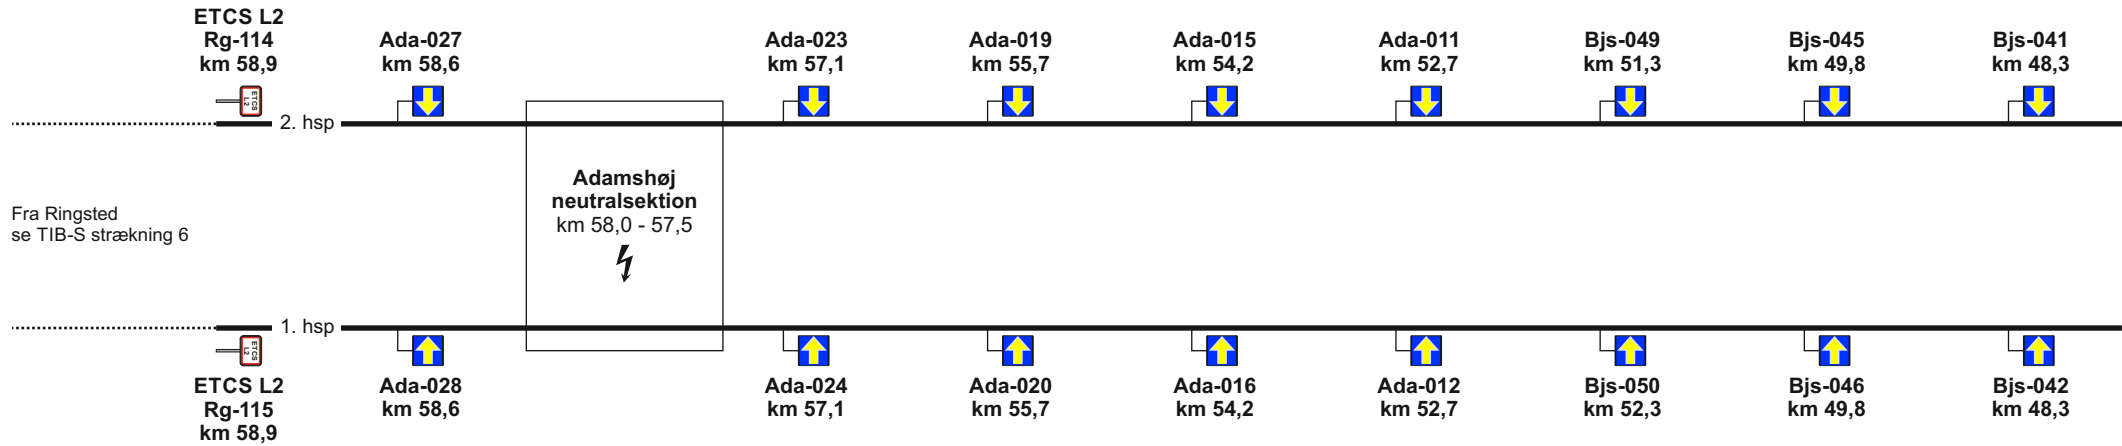 ETCS L2
Rg-114
km 58,9
Ada-027
km 58,6
Ada-023
km 57,1
Ada-019
km 55,7
Ada-015
km 54,2
Ada-011
km 52,7
Bjs-049
km 51,3
Bjs-045
km 49,8
Bjs-041
km 48,3
ETCS
L2
2. hsp
Adamshøj
neutralsektion
km 58,0 - 57,5
Fra Ringsted
se TIB-S strækning 6
1. hsp
ETCS
L2
ETCS L2
Rg-115
km 58,9
Ada-028
km 58,6
Ada-024
km 57,1
Ada-020
km 55,7
Ada-016
km 54,2
Ada-012
km 52,7
Bjs-050
km 52,3
Bjs-046
km 49,8
Bjs-042
km 48,3